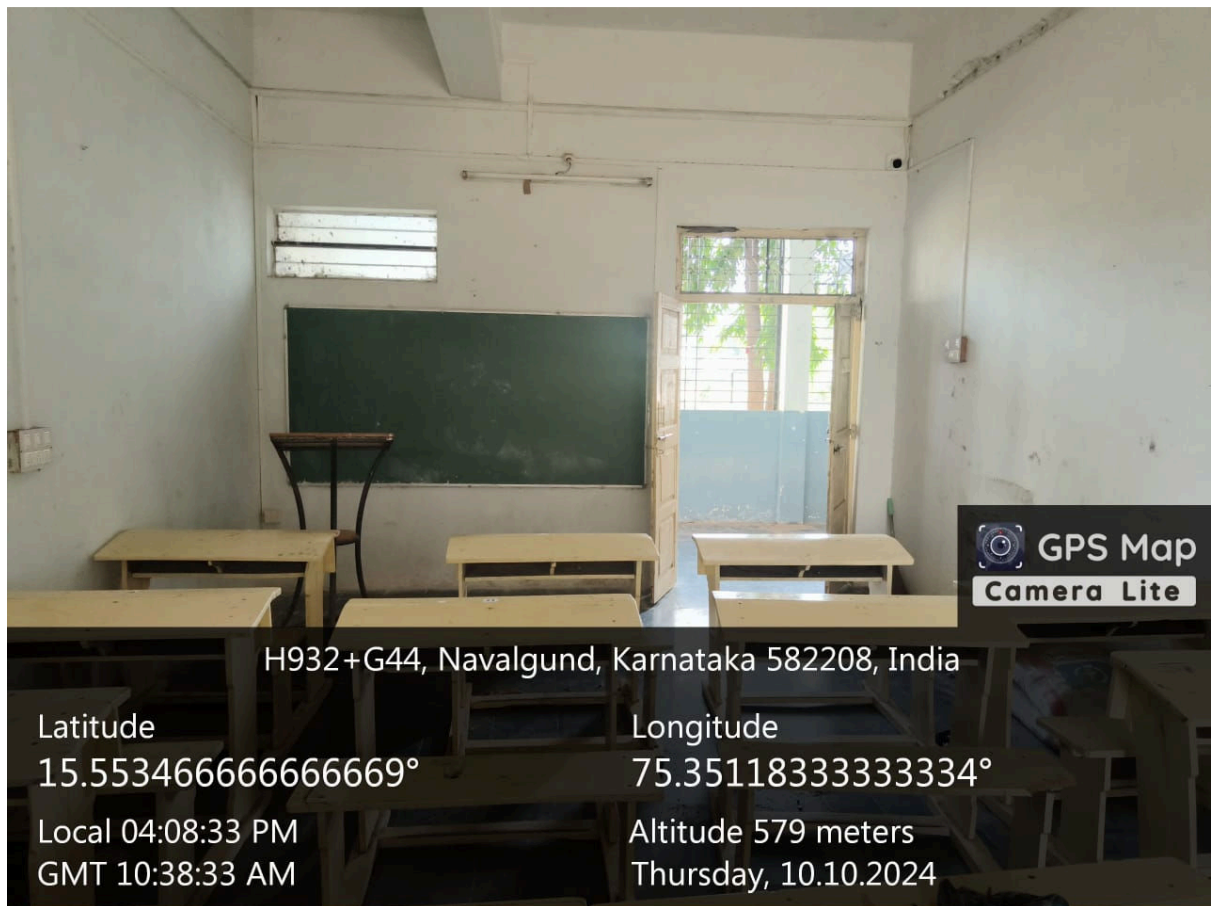 GPS Map
Camera Lite
H932+G44, Navalgund, Karnataka 582208, India
Latitude
15.553466666666669°
Longitude
75.35118333333334°
Local 04:08:33 PM
GMT 10:38:33 AM
Altitude 579 meters
Thursday, 10.10.2024